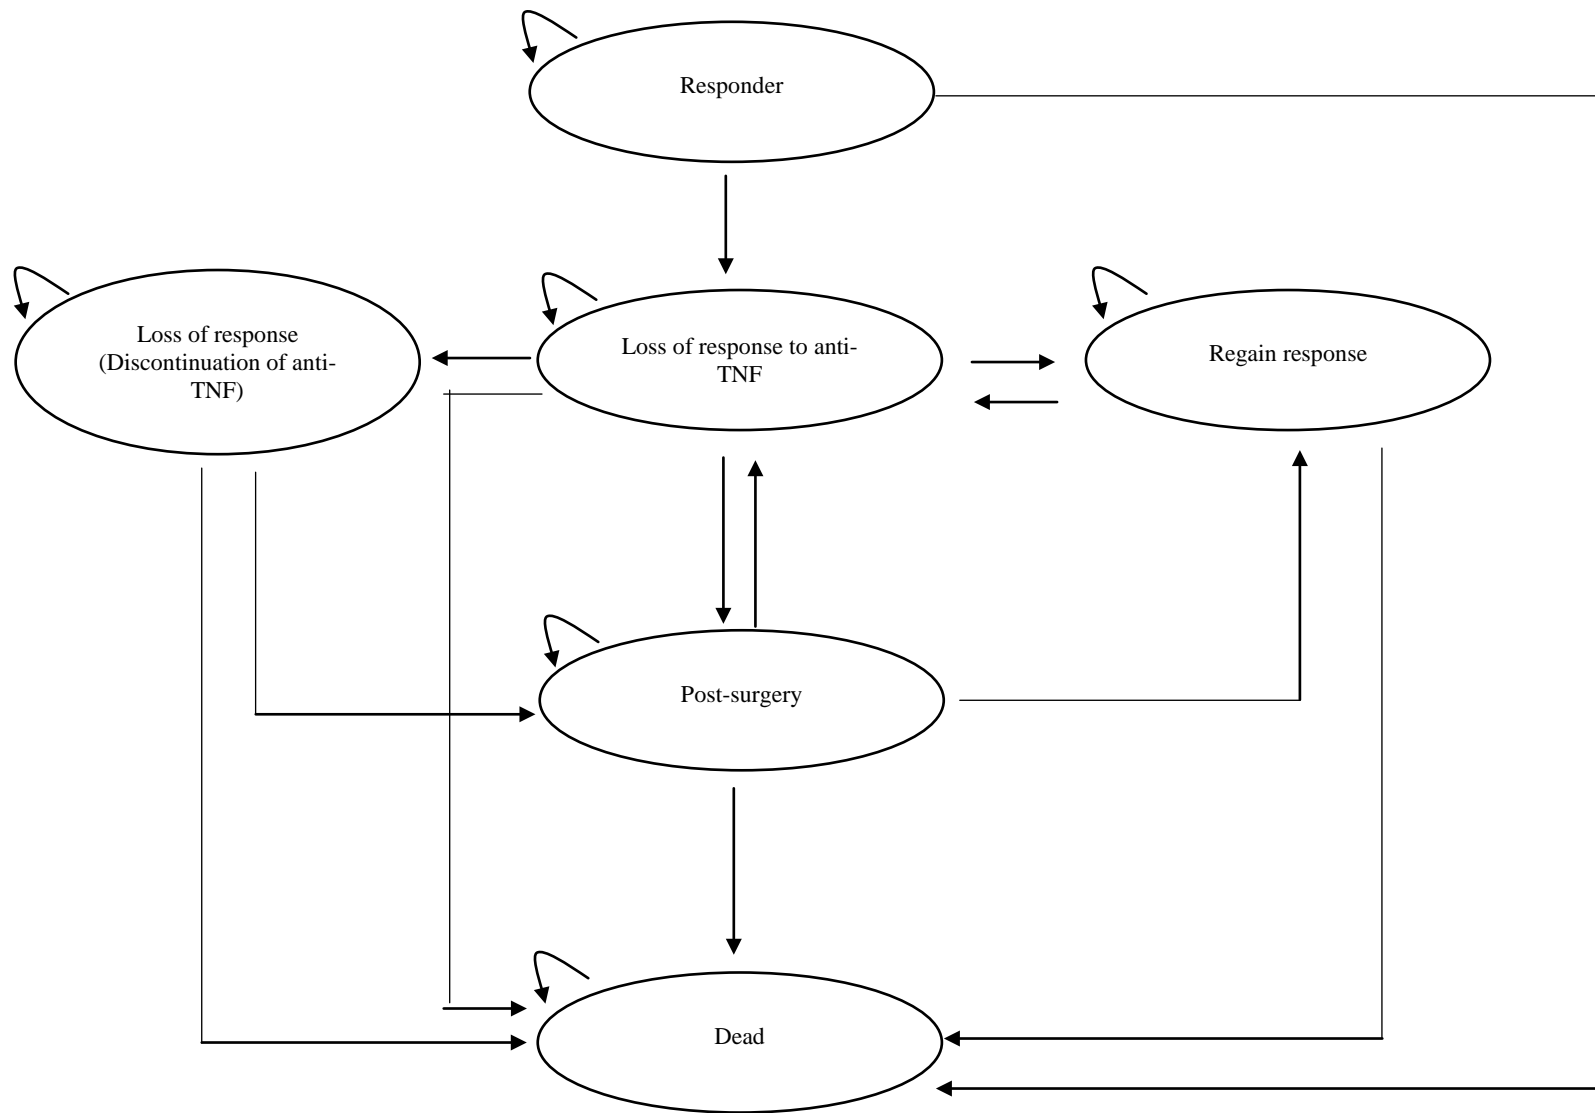 Responder
Loss of response
(Discontinuation of anti-
TNF)
Loss of response to anti-
TNF
Regain response
Post-surgery
Dead